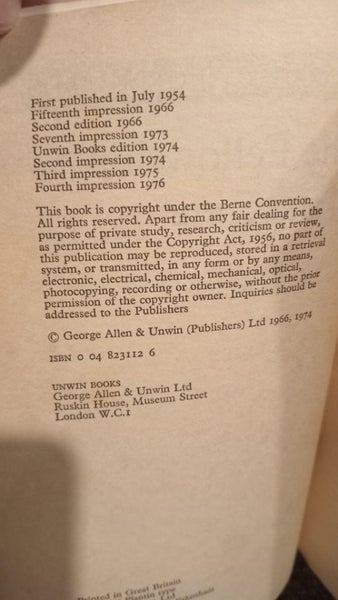 First published in July 1954
Fifteenth impression 1966
Second edition 1966
Seventh impression 1973
Unwin Books edition 1974
Second impression 1974
Third impression 1975
Fourth impression 1976
This book is copyright under the Berne Convention.
All rights reserved. Apart from any fair dealing for the
purpose of private study, research, criticism or review,
as permitted under the Copyright Act, 1956, no part of
this publication may be reproduced, stored in a retrieval
system, or transmitted, in any form or by any means,
electronic, electrical, chemical, mechanical, optical,
photocopying, recording or otherwise, without the prior
permission of the copyright owner. Inquiries should be
addressed to the Publishers
© George Allen & Unwin (Publishers) Ltd 1966, 1974
ISBN 0 04 823112 6
UNWIN BOOKS
George Allen & Unwin Ltd
Ruskin House, Museum Street
London W.C.1
Printed in Great Britain
Plantin type
Ltd